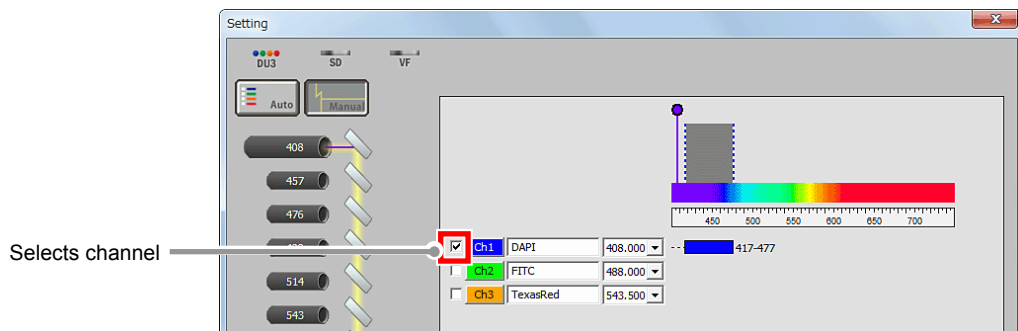 Setting
x
DU3 SD VF
Auto Manual
408
457
476
514
543
450 500 550 600 650 700
Selects channel
Ch1 DAPI 408.000 417-477
Ch2 FITC 488.000
Ch3 TexasRed 543.500